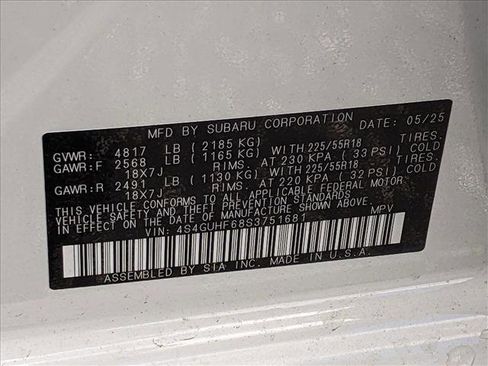 MFD BY SUBARU CORPORATION DATE: 05/25
GVWR: 4817 LB (2185 KG)
GAWR:F 2568 LB (1165 KG) WITH 225/55R18 TIRES.
18X7J RIMS. AT 230 KPA (33 PSI) COLD
GAWR:R 2491 LB (1130 KG) WITH 225/55R18 TIRES.
18X7J RIMS. AT 220 KPA (32 PSI) COLD
THIS VEHICLE CONFORMS TO ALL APPLICABLE FEDERAL MOTOR
VEHICLE SAFETY AND BUMPER STANDARDS
IN EFFECT ON THE DATE OF MANUFACTURE SHOWN ABOVE.
VIN: 4S4GUHF68S3751681 MPV
ASSEMBLED BY SIA INC. MADE IN U.S.A.